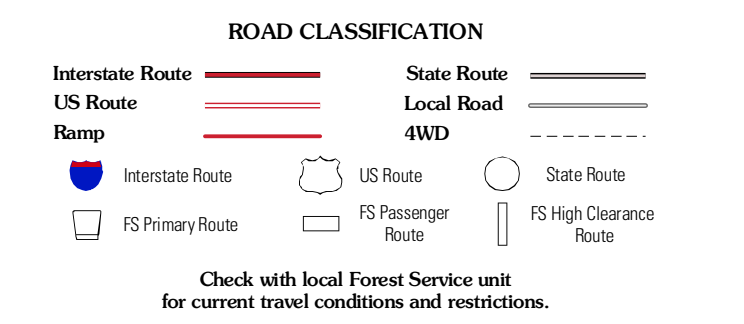 ROAD CLASSIFICATION
Interstate Route
State Route
US Route
Local Road
Ramp
4WD
Interstate Route
US Route
State Route
FS Primary Route
FS Passenger
Route
FS High Clearance
Route
Check with local Forest Service unit
for current travel conditions and restrictions.